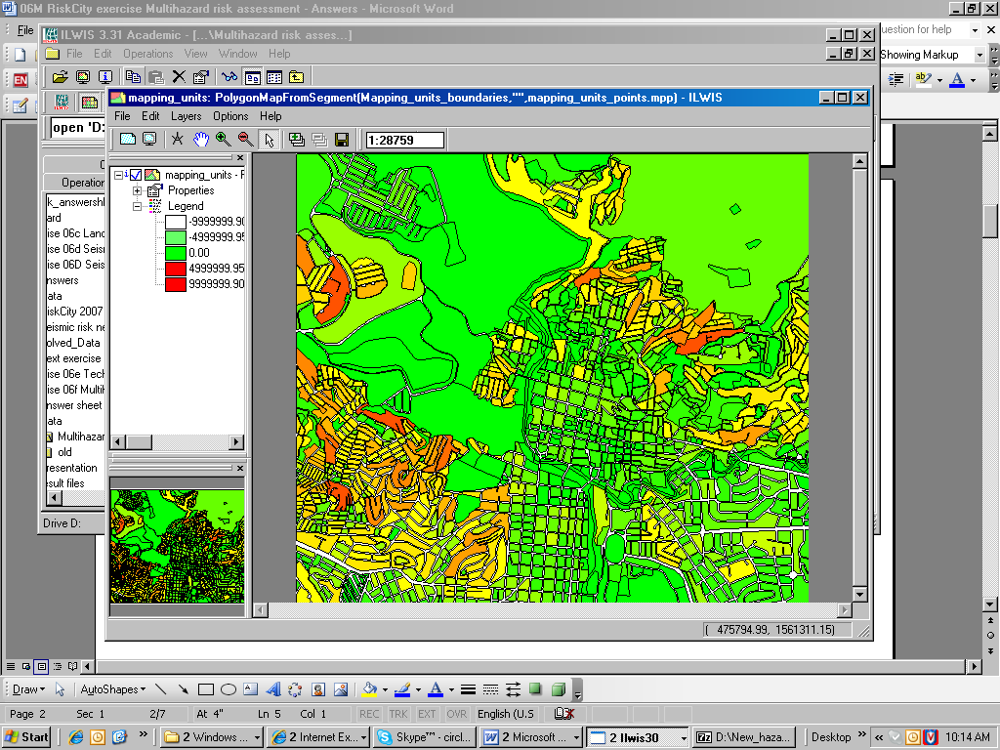 06M RiskCity exercise Multihazard risk assessment - Answers - Microsoft Word
File
uestion for help
ILWIS 3.31 Academic - [...\Multihazard risk asses...]
File Edit Operations View Window Help
Showing Markup
EN
mapping_units: PolygonMapFromSegment(Mapping_units_boundaries,"",mapping_units_points.mpp) - ILWIS
File Edit Layers Options Help
open 'D:
1:28759
Operation
mapping_units - F
Properties
Legend
-9999999.90
-4999999.95
0.00
4999999.95
9999999.90
k_answersh
ard
ise 06c Land
ise 06d Seis
ise 06D Seis
nswers
ata
iskCity 2007
eismic risk ne
olved_Data
ext exercise
ise 06e Tech
ise 06f Multih
nswer sheet
ata
Multihazar
old
resentation
sult files
Drive D:
( 475794.99, 1561311.15)
Draw AutoShapes
Page 2 Sec 1 2/7 At 4" Ln 5 Col 1 REC TRK EXT OVR English (U.S
Start 2 Windows ... 2 Internet Ex... Skype™ - circl... 2 Microsoft ... 2 Ilwis30 D:\New_haza... Desktop 10:14 AM